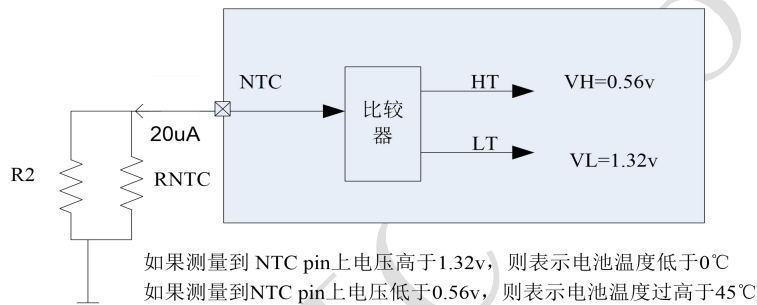 NTC
HT
VH=0.56v
20uA
比较
器
LT
VL=1.32v
R2
RNTC
如果测量到 NTC pin上电压高于1.32v，则表示电池温度低于0℃
如果测量到NTC pin上电压低于0.56v，则表示电池温度过高于45℃